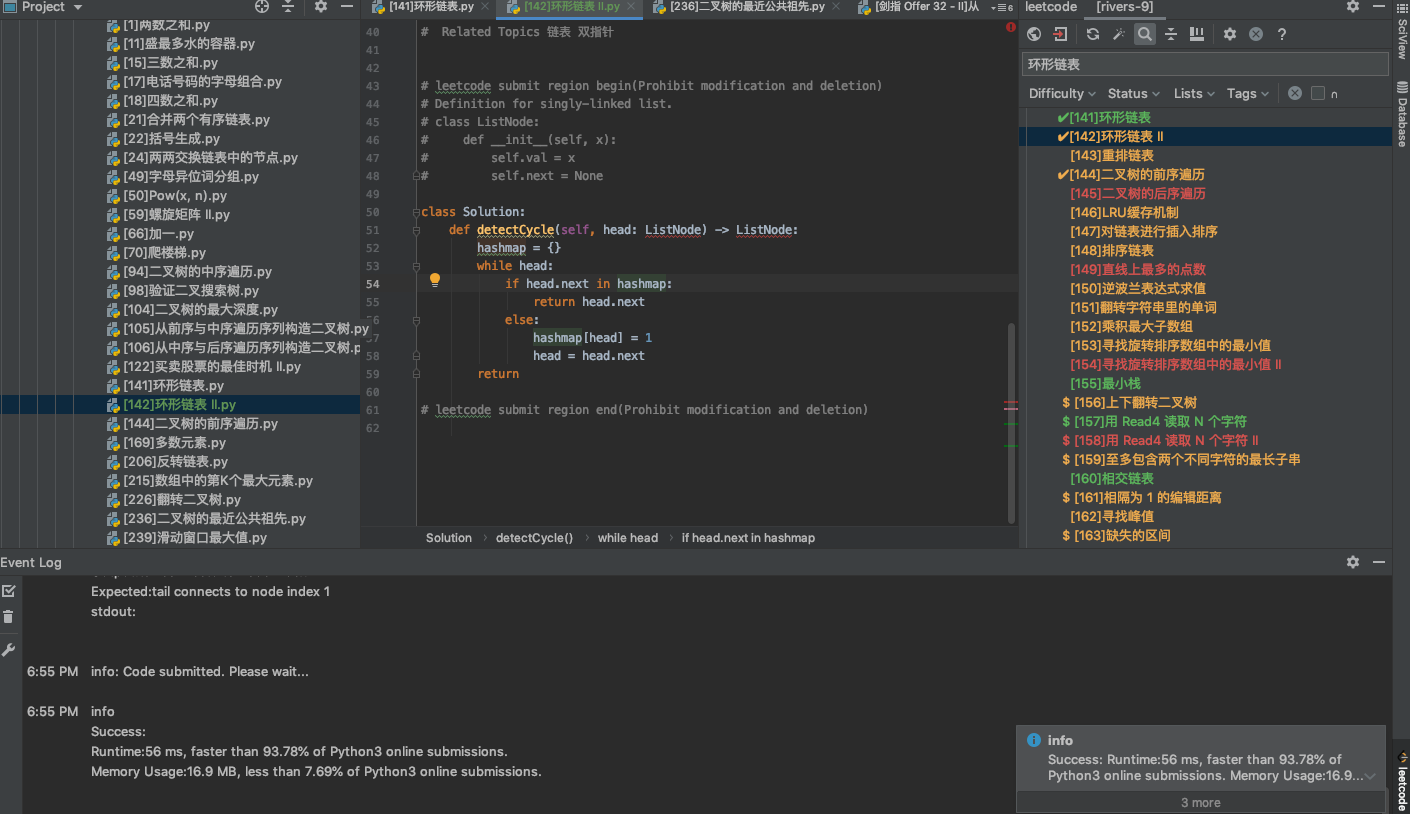 Project
[141]环形链表.py
[142]环形链表 II.py
[236]二叉树的最近公共祖先.py
[剑指 Offer 32 - II]从
6
leetcode
[rivers-9]
[1]两数之和.py
[11]盛最多水的容器.py
[15]三数之和.py
[17]电话号码的字母组合.py
[18]四数之和.py
[21]合并两个有序链表.py
[22]括号生成.py
[24]两两交换链表中的节点.py
[49]字母异位词分组.py
[50]Pow(x, n).py
[59]螺旋矩阵 II.py
[66]加一.py
[70]爬楼梯.py
[94]二叉树的中序遍历.py
[98]验证二叉搜索树.py
[104]二叉树的最大深度.py
[105]从前序与中序遍历序列构造二叉树.py
[106]从中序与后序遍历序列构造二叉树.p
[122]买卖股票的最佳时机 II.py
[141]环形链表.py
[142]环形链表 II.py
[144]二叉树的前序遍历.py
[169]多数元素.py
[206]反转链表.py
[215]数组中的第K个最大元素.py
[226]翻转二叉树.py
[236]二叉树的最近公共祖先.py
[239]滑动窗口最大值.py
40 # Related Topics 链表 双指针
41
42
43 # leetcode submit region begin(Prohibit modification and deletion)
44 # Definition for singly-linked list.
45 # class ListNode:
46 # def __init__(self, x):
47 # self.val = x
48 # self.next = None
49
50 class Solution:
51 def detectCycle(self, head: ListNode) -> ListNode:
52 hashmap = {}
53 while head:
54 if head.next in hashmap:
55 return head.next
56 else:
57 hashmap[head] = 1
58 head = head.next
59 return
60
61 # leetcode submit region end(Prohibit modification and deletion)
62
Solution › detectCycle() › while head › if head.next in hashmap
环形链表
Difficulty Status Lists Tags
✔[141]环形链表
✔[142]环形链表 II
[143]重排链表
✔[144]二叉树的前序遍历
[145]二叉树的后序遍历
[146]LRU缓存机制
[147]对链表进行插入排序
[148]排序链表
[149]直线上最多的点数
[150]逆波兰表达式求值
[151]翻转字符串里的单词
[152]乘积最大子数组
[153]寻找旋转排序数组中的最小值
[154]寻找旋转排序数组中的最小值 II
[155]最小栈
$ [156]上下翻转二叉树
$ [157]用 Read4 读取 N 个字符
$ [158]用 Read4 读取 N 个字符 II
$ [159]至多包含两个不同字符的最长子串
[160]相交链表
$ [161]相隔为 1 的编辑距离
[162]寻找峰值
$ [163]缺失的区间
SciView
Database
leetcode
Event Log
Expected:tail connects to node index 1
stdout:
6:55 PM info: Code submitted. Please wait...
6:55 PM info
Success:
Runtime:56 ms, faster than 93.78% of Python3 online submissions.
Memory Usage:16.9 MB, less than 7.69% of Python3 online submissions.
info
Success: Runtime:56 ms, faster than 93.78% of
Python3 online submissions. Memory Usage:16.9...
3 more